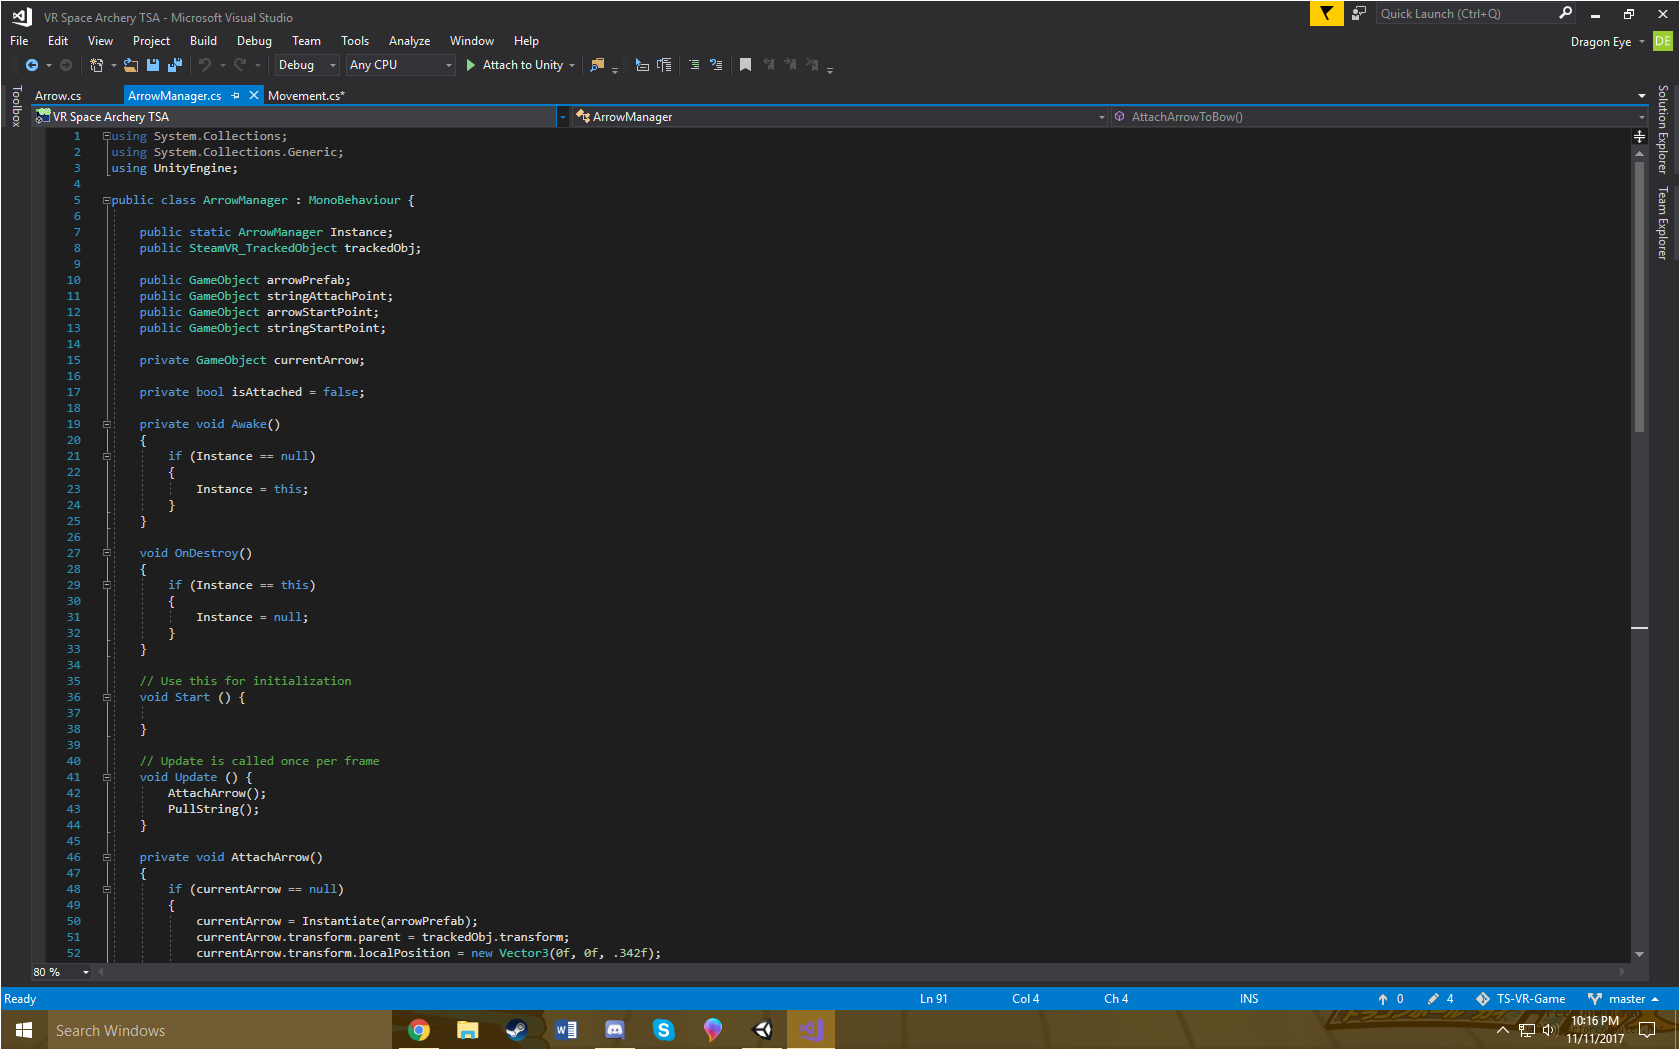 VR Space Archery TSA - Microsoft Visual Studio
Quick Launch (Ctrl+Q)
File Edit View Project Build Debug Team Tools Analyze Window Help
Dragon Eye DE
Debug Any CPU Attach to Unity
Toolbox
Arrow.cs ArrowManager.cs Movement.cs*
VR Space Archery TSA ArrowManager AttachArrowToBow()
Solution Explorer
Team Explorer
1 using System.Collections;
2 using System.Collections.Generic;
3 using UnityEngine;
4
5 public class ArrowManager : MonoBehaviour {
6
7 public static ArrowManager Instance;
8 public SteamVR_TrackedObject trackedObj;
9
10 public GameObject arrowPrefab;
11 public GameObject stringAttachPoint;
12 public GameObject arrowStartPoint;
13 public GameObject stringStartPoint;
14
15 private GameObject currentArrow;
16
17 private bool isAttached = false;
18
19 private void Awake()
20 {
21 if (Instance == null)
22 {
23 Instance = this;
24 }
25 }
26
27 void OnDestroy()
28 {
29 if (Instance == this)
30 {
31 Instance = null;
32 }
33 }
34
35 // Use this for initialization
36 void Start () {
37
38 }
39
40 // Update is called once per frame
41 void Update () {
42 AttachArrow();
43 PullString();
44 }
45
46 private void AttachArrow()
47 {
48 if (currentArrow == null)
49 {
50 currentArrow = Instantiate(arrowPrefab);
51 currentArrow.transform.parent = trackedObj.transform;
52 currentArrow.transform.localPosition = new Vector3(0f, 0f, .342f);
80 %
Ready Ln 91 Col 4 Ch 4 INS 0 4 TS-VR-Game master
Search Windows
10:16 PM
11/11/2017